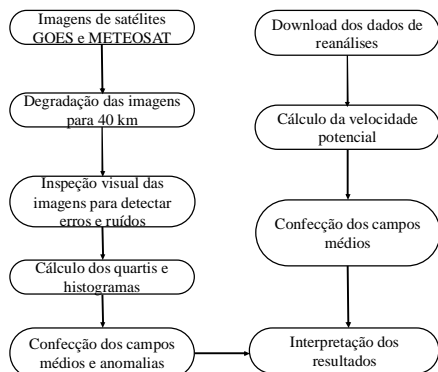 Imagens de satélites
GOES e METEOSAT
Degradação das imagens
para 40 km
Inspeção visual das
imagens para detectar
erros e ruídos
Cálculo dos quartis e
histogramas
Confecção dos campos
médios e anomalias
Download dos dados de
reanálises
Cálculo da velocidade
potencial
Confecção dos campos
médios
Interpretação dos
resultados